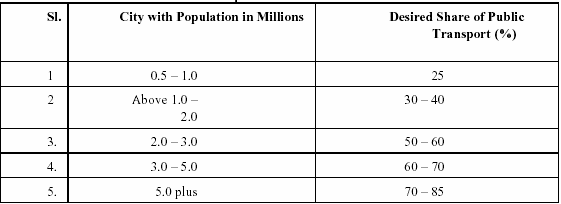 Sl. City with Population in Millions Desired Share of Public
Transport (%)
1 0.5 – 1.0 25
2 Above 1.0 – 30 – 40
2.0
3. 2.0 – 3.0 50 – 60
4. 3.0 – 5.0 60 – 70
5. 5.0 plus 70 – 85